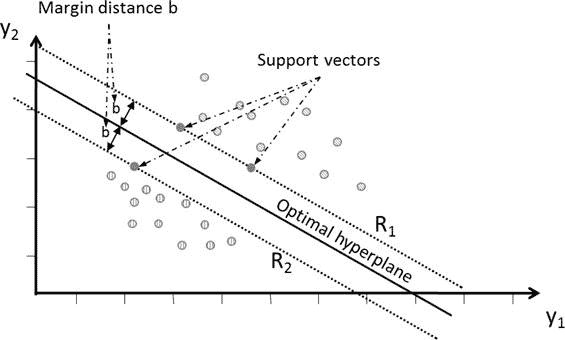 Margin distance b
y2
Support vectors
b
b
Optimal hyperplane
R1
R2
y1